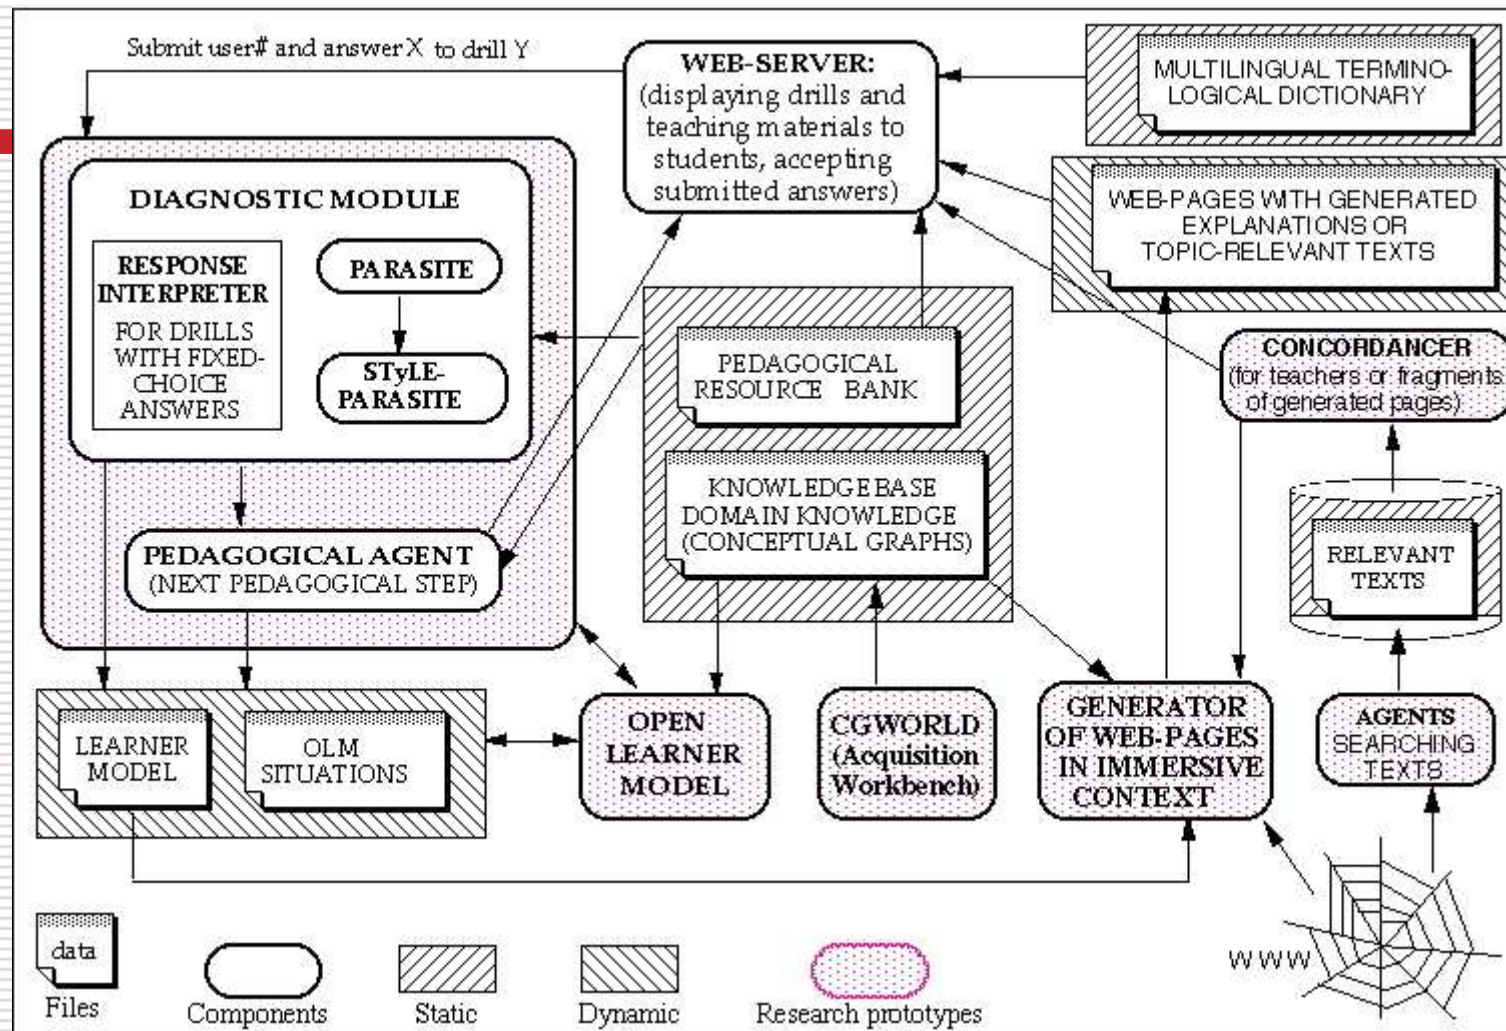 Submit user# and answer X to drill Y
WEB-SERVER:
(displaying drills and
teaching materials to
students, accepting
submitted answers)
MULTILINGUAL TERMINO-
LOGICAL DICTIONARY
WEB-PAGES WITH GENERATED
EXPLANATIONS OR
TOPIC-RELEVANT TEXTS
DIAGNOSTIC MODULE
RESPONSE
INTERPRETER
FOR DRILLS
WITH FIXED-
CHOICE
ANSWERS
PARASITE
STyLE-
PARASITE
PEDAGOGICAL
RESOURCE BANK
CONCORDANCER
(for teachers or fragments
of generated pages)
KNOWLEDGE BASE
DOMAIN KNOWLEDGE
(CONCEPTUAL GRAPHS)
PEDAGOGICAL AGENT
(NEXT PEDAGOGICAL STEP)
RELEVANT
TEXTS
LEARNER
MODEL
OLM
SITUATIONS
OPEN
LEARNER
MODEL
CGWORLD
(Acquisition
Workbench)
GENERATOR
OF WEB-PAGES
IN IMMERSIVE
CONTEXT
AGENTS
SEARCHING
TEXTS
WWW
data
Files
Components
Static
Dynamic
Research prototypes